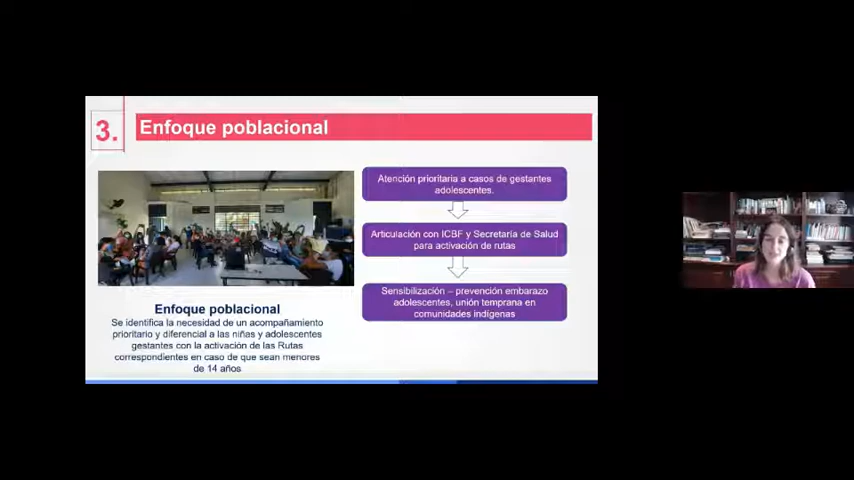 3.
Enfoque poblacional
Atención prioritaria a casos de gestantes
adolescentes.
Articulación con ICBF y Secretaría de Salud
para activación de rutas
Sensibilización – prevención embarazo
adolescentes, unión temprana en
comunidades indígenas
Enfoque poblacional
Se identifica la necesidad de un acompañamiento
prioritario y diferencial a las niñas y adolescentes
gestantes con la activación de las Rutas
correspondientes en caso de que sean menores
de 14 años